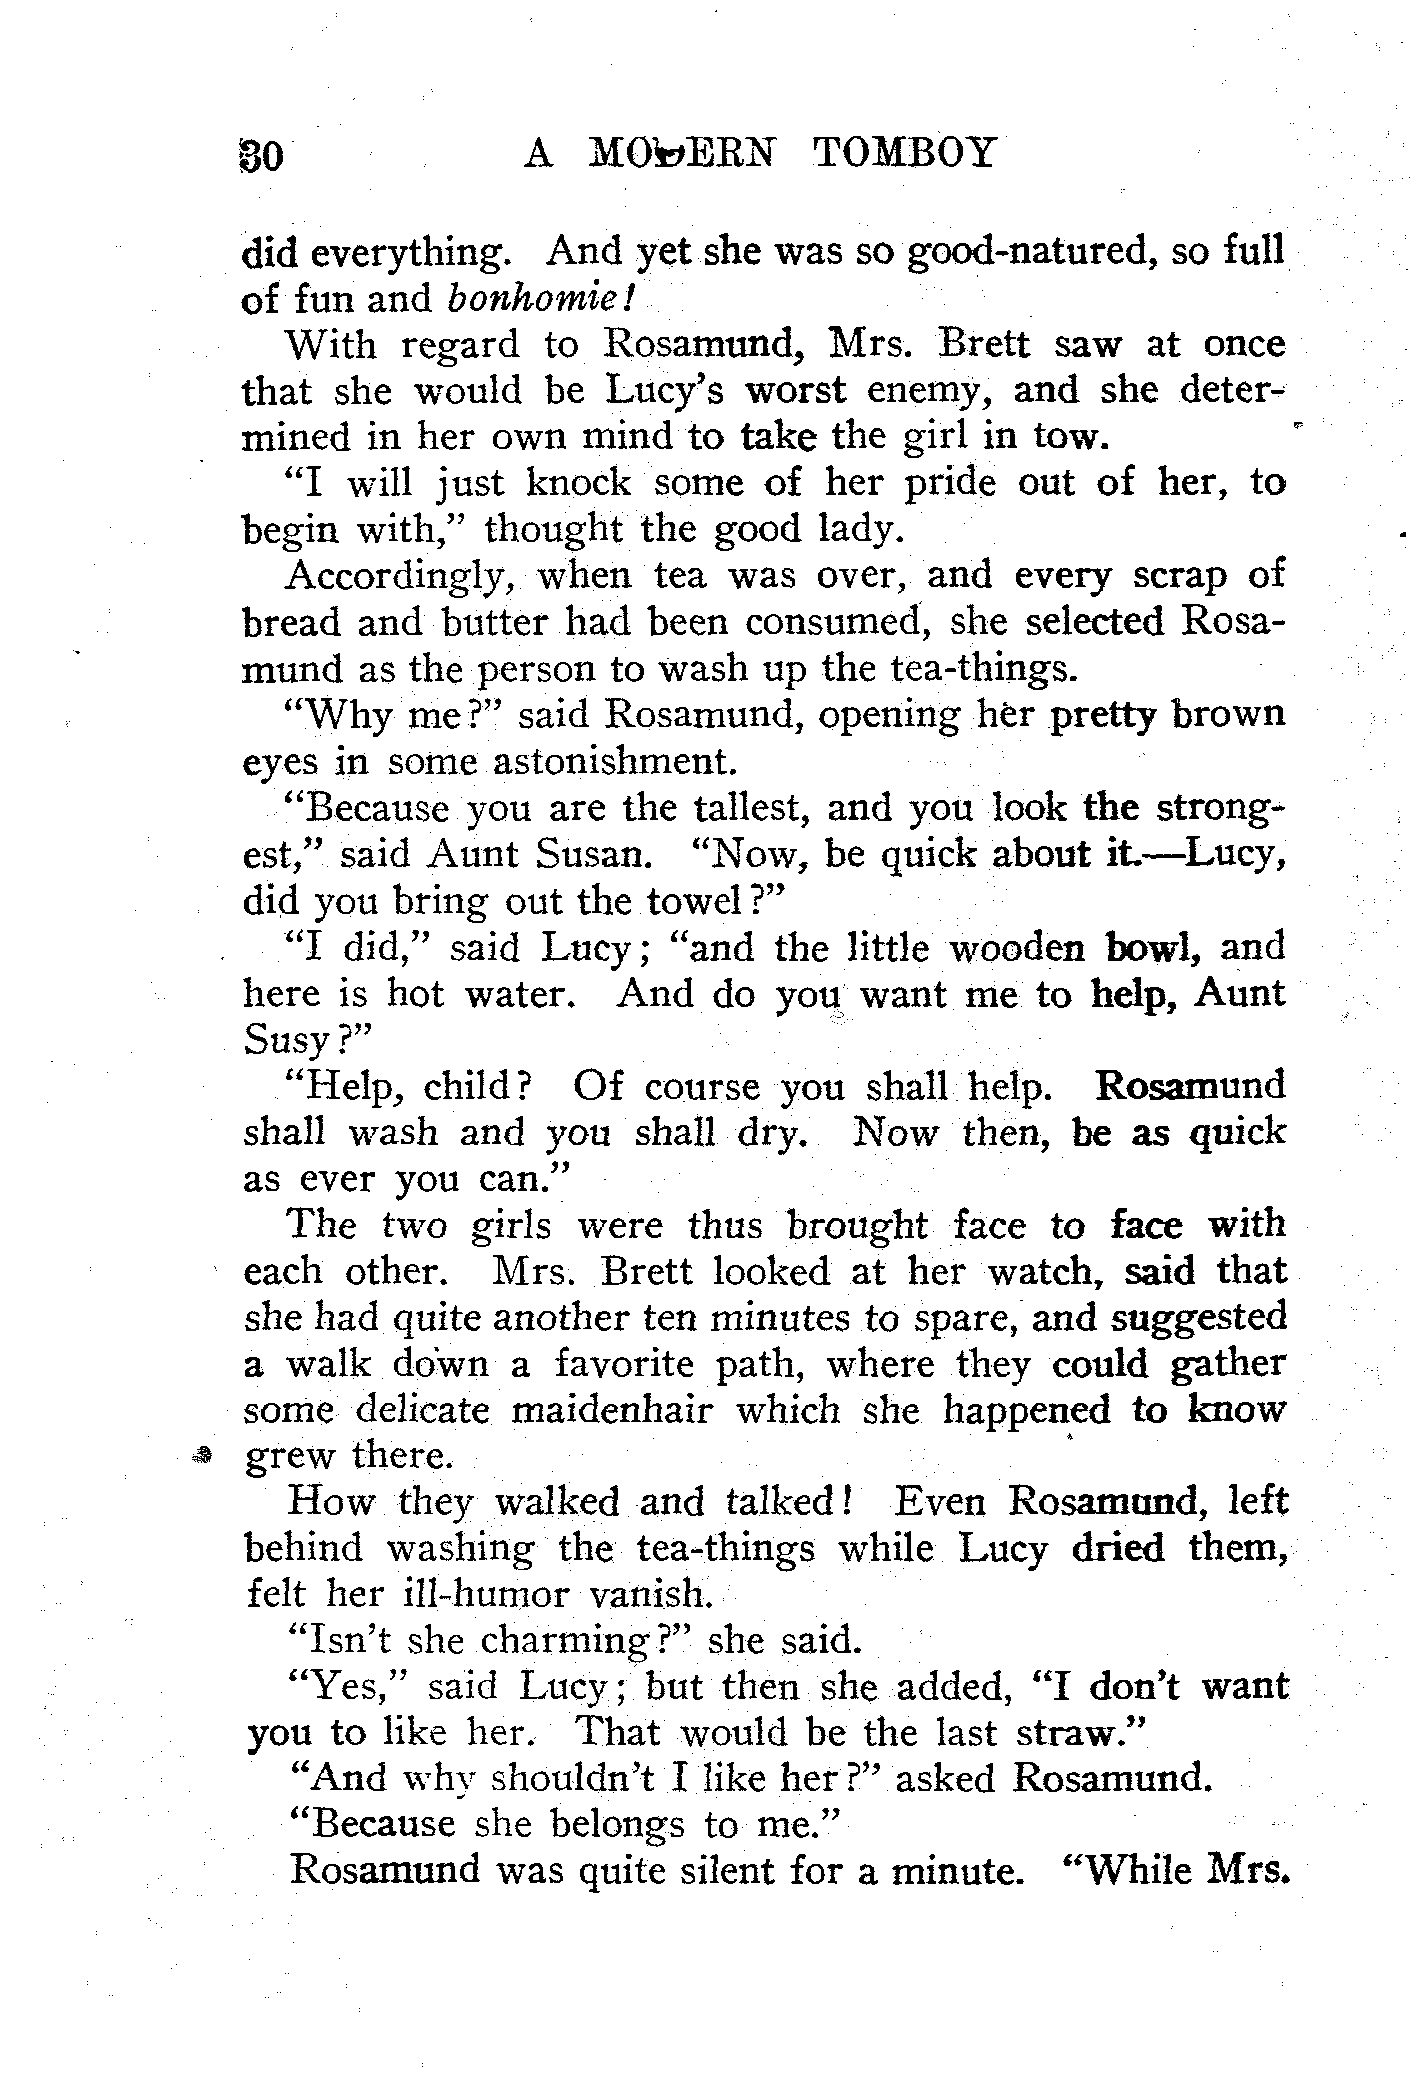 30 A MODERN TOMBOY
did everything. And yet she was so good-natured, so full
of fun and bonhomie!
With regard to Rosamund, Mrs. Brett saw at once
that she would be Lucy's worst enemy, and she deter-
mined in her own mind to take the girl in tow.
“I will just knock some of her pride out of her, to
begin with,” thought the good lady.
Accordingly, when tea was over, and every scrap of
bread and butter had been consumed, she selected Rosa-
mund as the person to wash up the tea-things.
“Why me?” said Rosamund, opening her pretty brown
eyes in some astonishment.
“Because you are the tallest, and you look the strong-
est,” said Aunt Susan. “Now, be quick about it.—Lucy,
did you bring out the towel?”
“I did,” said Lucy; “and the little wooden bowl, and
here is hot water. And do you want me to help, Aunt
Susy?”
“Help, child? Of course you shall help. Rosamund
shall wash and you shall dry. Now then, be as quick
as ever you can.”
The two girls were thus brought face to face with
each other. Mrs. Brett looked at her watch, said that
she had quite another ten minutes to spare, and suggested
a walk down a favorite path, where they could gather
some delicate maidenhair which she happened to know
grew there.
How they walked and talked! Even Rosamund, left
behind washing the tea-things while Lucy dried them,
felt her ill-humor vanish.
“Isn't she charming?” she said.
“Yes,” said Lucy; but then she added, “I don't want
you to like her. That would be the last straw.”
“And why shouldn't I like her?” asked Rosamund.
“Because she belongs to me.”
Rosamund was quite silent for a minute. “While Mrs.